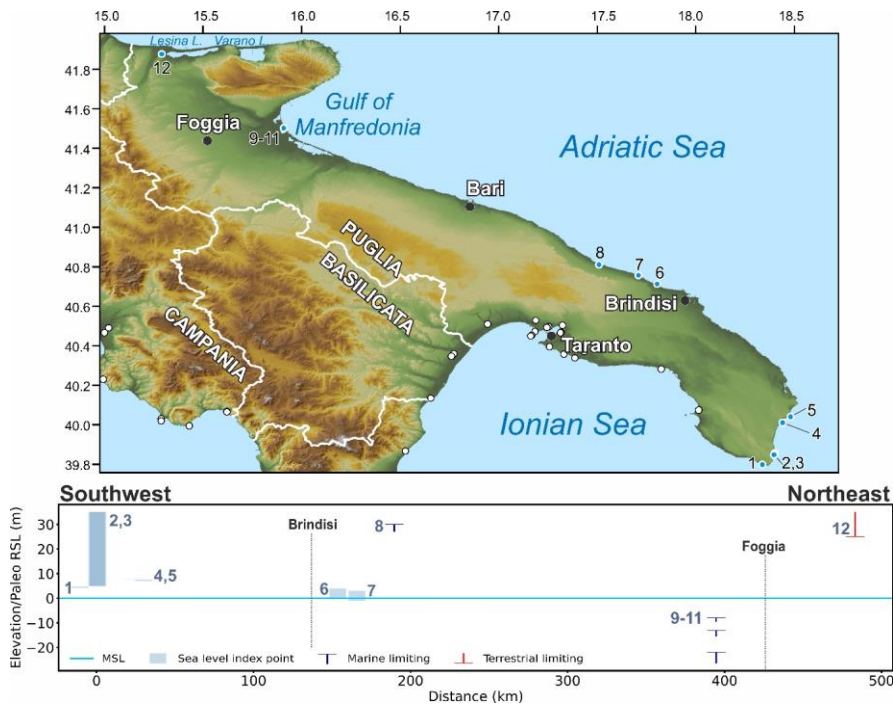 15.0 15.5 16.0 16.5 17.0 17.5 18.0 18.5
Lesina L. Varano L.
41.8
12
41.6
Gulf of
Manfredonia
Foggia
9-11
41.4
Adriatic Sea
41.2
Bari
41.0
PUGLIA
BASILICATA
8
7
6
40.8
Brindisi
40.6
CAMPANIA
Taranto
40.4
40.2
Ionian Sea
5
4
40.0
1
2,3
39.8
Southwest
Northeast
Elevation/Paleo RSL (m)
30
20
10
0
−10
−20
2,3
Brindisi
8
12
Foggia
1
4,5
6
7
9-11
MSL
Sea level index point
Marine limiting
Terrestrial limiting
0 100 200 300 400 500
Distance (km)